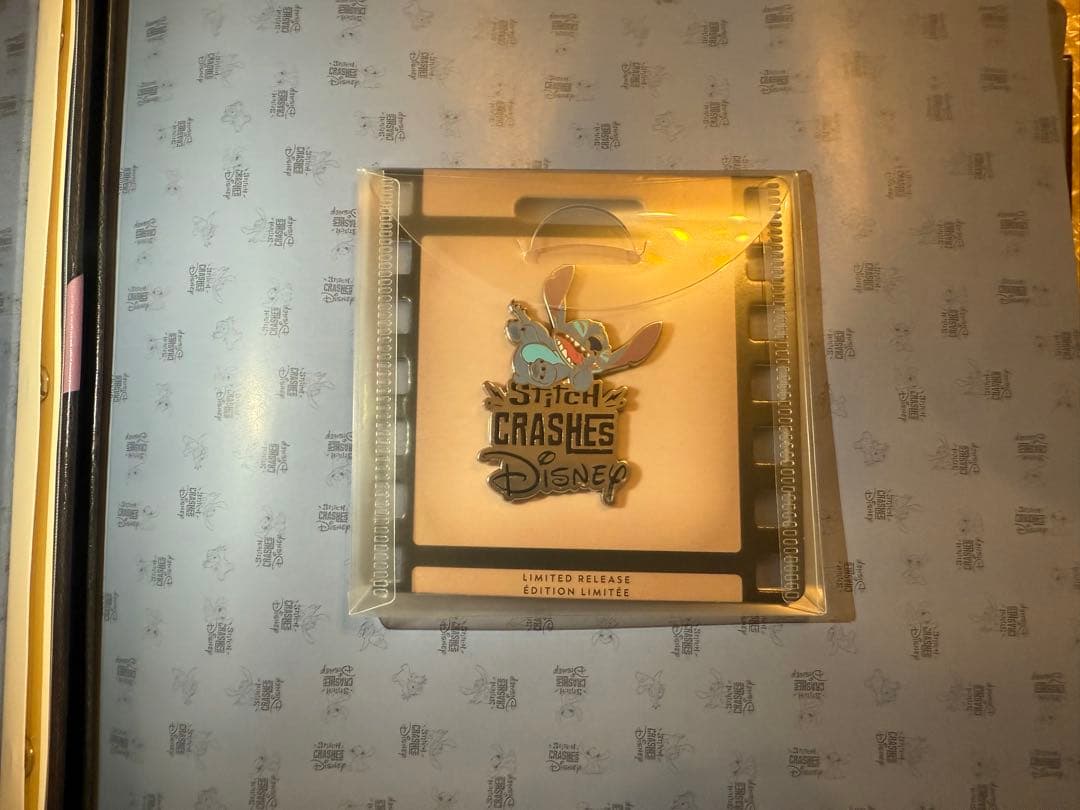 STITCH
CRASHES
DISNEY
LIMITED RELEASE
ÉDITION LIMITÉE